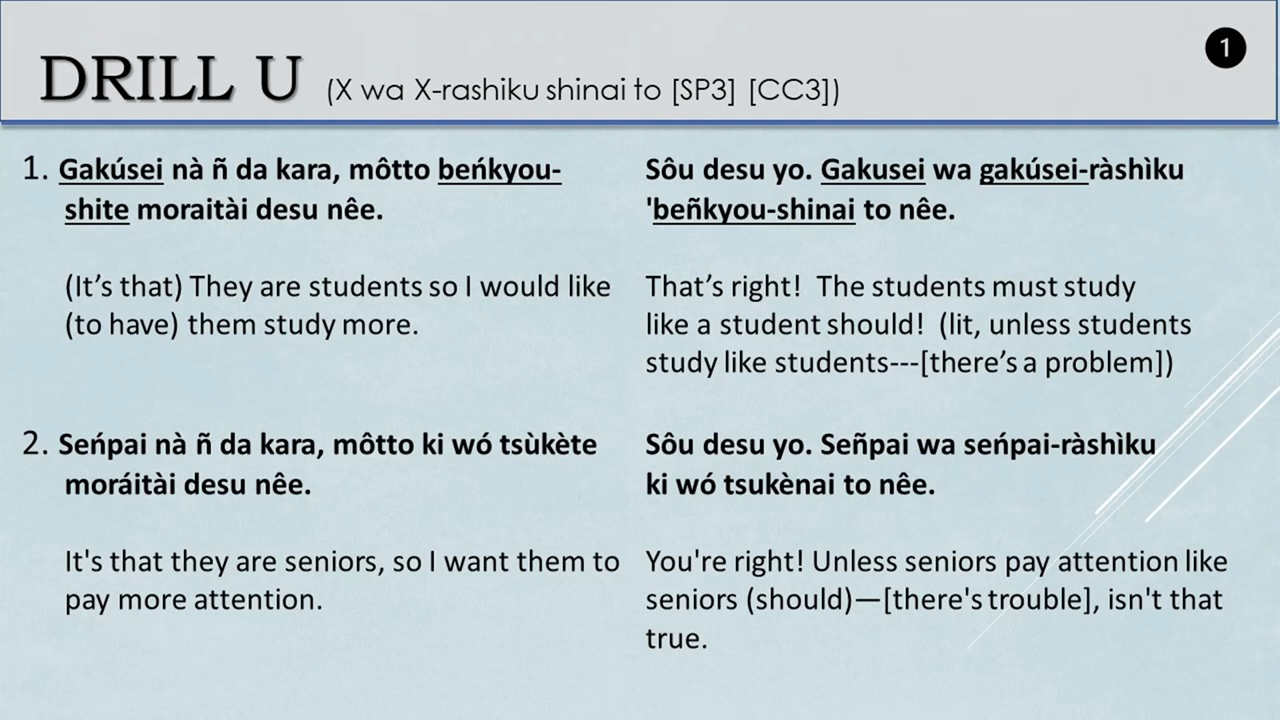 DRILL U (X wa X-rashiku shinai to [SP3] [CC3])
1
1. Gakúsei nà ñ da kara, môtto beńkyou-
shite moraitài desu nêe.
(It’s that) They are students so I would like
(to have) them study more.
Sôu desu yo. Gakusei wa gakúsei-ràshìku
'beñkyou-shinai to nêe.
That’s right! The students must study
like a student should! (lit, unless students
study like students---[there’s a problem])
2. Seńpai nà ñ da kara, môtto ki wó tsùkète
moráitài desu nêe.
It's that they are seniors, so I want them to
pay more attention.
Sôu desu yo. Señpai wa seńpai-ràshìku
ki wó tsukènai to nêe.
You're right! Unless seniors pay attention like
seniors (should)—[there's trouble], isn't that
true.